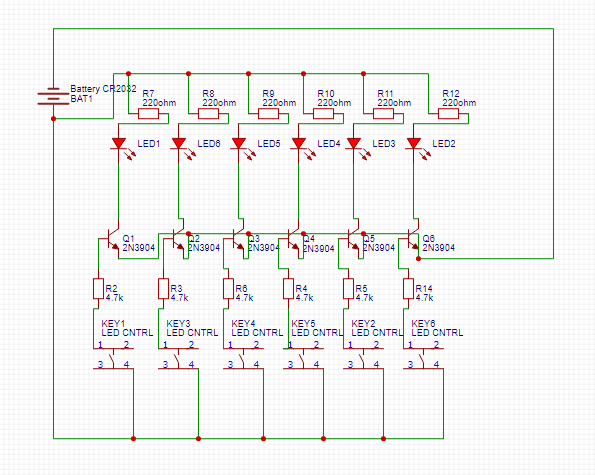 Battery CR2032
BAT1
R7
220ohm
R8
220ohm
R9
220ohm
R10
220ohm
R11
220ohm
R12
220ohm
LED1
LED6
LED5
LED4
LED3
LED2
Q1
2N3904
Q2
2N3904
Q3
2N3904
Q4
2N3904
Q5
2N3904
Q6
2N3904
R2
4.7k
R3
4.7k
R6
4.7k
R4
4.7k
R5
4.7k
R14
4.7k
KEY1
LED CNTRL
1 2
3 4
KEY3
LED CNTRL
1 2
3 4
KEY4
LED CNTRL
1 2
3 4
KEY5
LED CNTRL
1 2
3 4
KEY2
LED CNTRL
1 2
3 4
KEY6
LED CNTRL
1 2
3 4